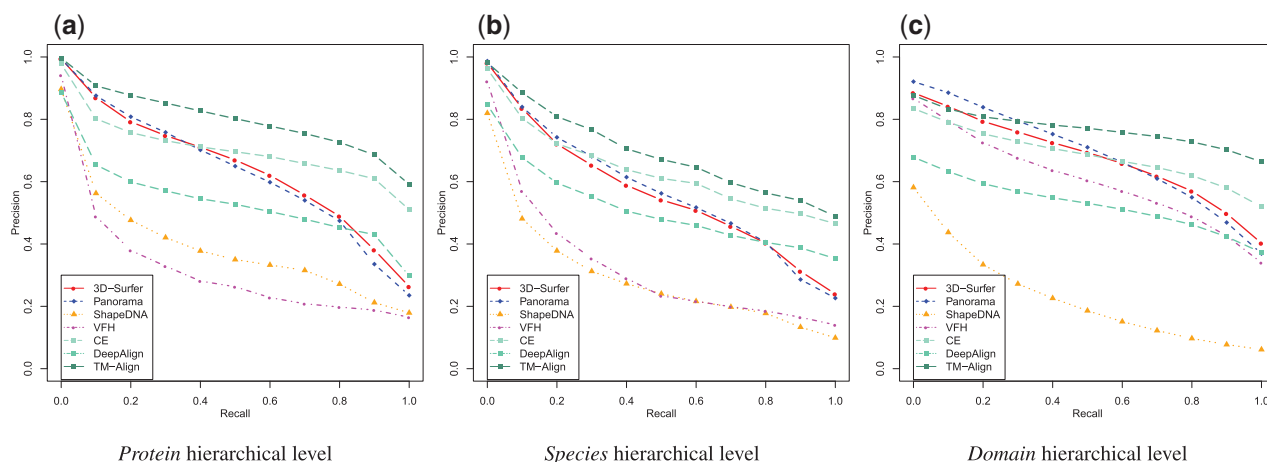 (a)
Precision
1.0
0.8
0.6
0.4
0.2
0.0
3D−Surfer
Panorama
ShapeDNA
VFH
CE
DeepAlign
TM−Align
0.0 0.2 0.4 0.6 0.8 1.0
Recall
Protein hierarchical level
(b)
Precision
1.0
0.8
0.6
0.4
0.2
0.0
3D−Surfer
Panorama
ShapeDNA
VFH
CE
DeepAlign
TM−Align
0.0 0.2 0.4 0.6 0.8 1.0
Recall
Species hierarchical level
(c)
Precision
1.0
0.8
0.6
0.4
0.2
0.0
3D−Surfer
Panorama
ShapeDNA
VFH
CE
DeepAlign
TM−Align
0.0 0.2 0.4 0.6 0.8 1.0
Recall
Domain hierarchical level